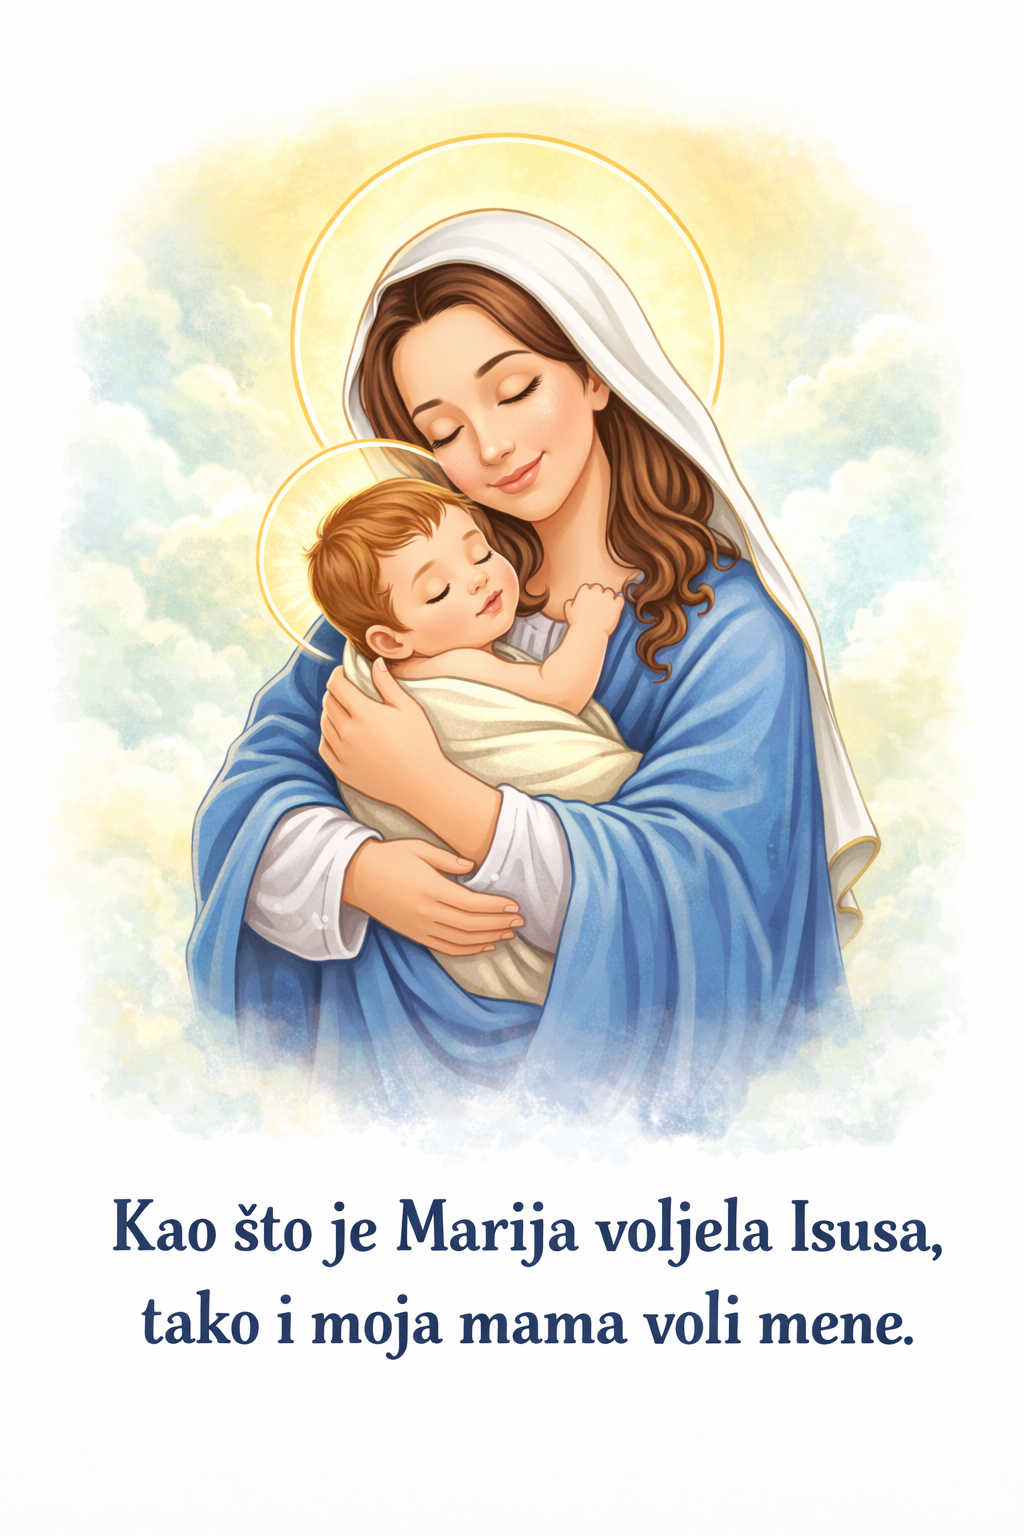 Kao što je Marija voljela Isusa,
tako i moja mama voli mene.